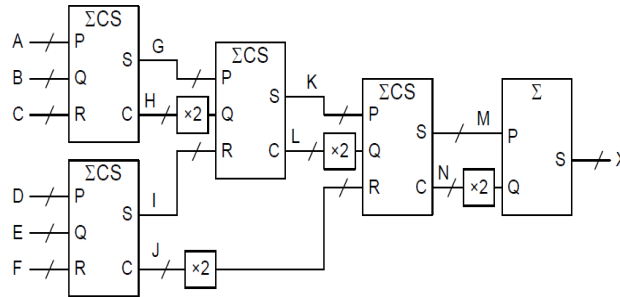 ΣCS
A P
S G
B Q
C R
C H ×2
ΣCS
P
S K
Q
R
C L ×2
ΣCS
P
S M
Q
R
C N ×2
Σ
P
S X
Q
ΣCS
D P
S I
E Q
F R
C J ×2